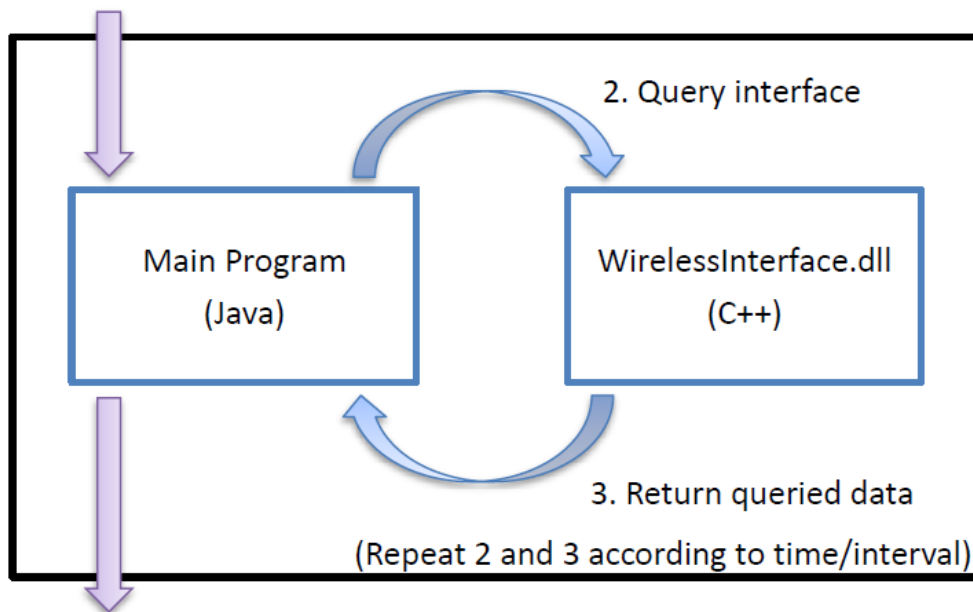 2. Query interface
Main Program
(Java)
WirelessInterface.dll
(C++)
3. Return queried data
(Repeat 2 and 3 according to time/interval)